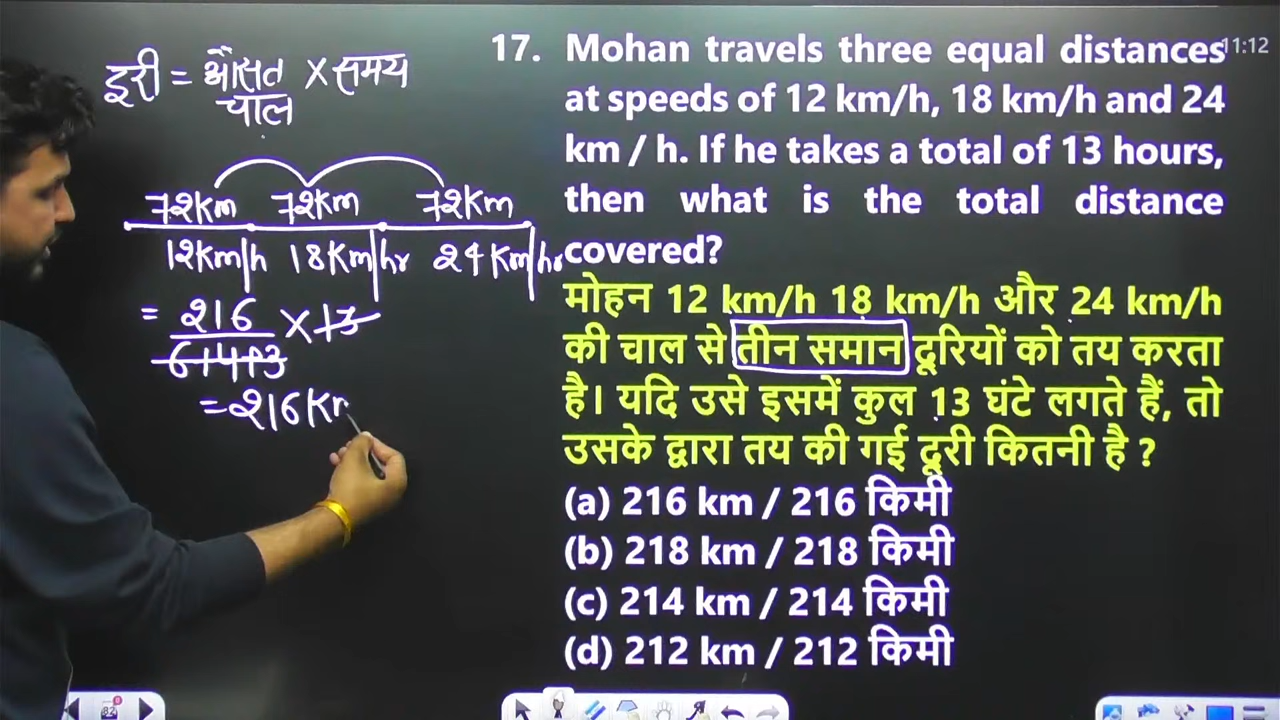 इरी = औसत चाल × समय
72Km 72Km 72Km
12Km/h 18Km/hr 24Km/hr
= 216 / 6+4+3 × 13
= 216Km
11:12
17. Mohan travels three equal distances
at speeds of 12 km/h, 18 km/h and 24
km / h. If he takes a total of 13 hours,
then what is the total distance
covered?
मोहन 12 km/h 18 km/h और 24 km/h
की चाल से तीन समान दूरियों को तय करता
है। यदि उसे इसमें कुल 13 घंटे लगते हैं, तो
उसके द्वारा तय की गई दूरी कितनी है ?
(a) 216 km / 216 किमी
(b) 218 km / 218 किमी
(c) 214 km / 214 किमी
(d) 212 km / 212 किमी
82